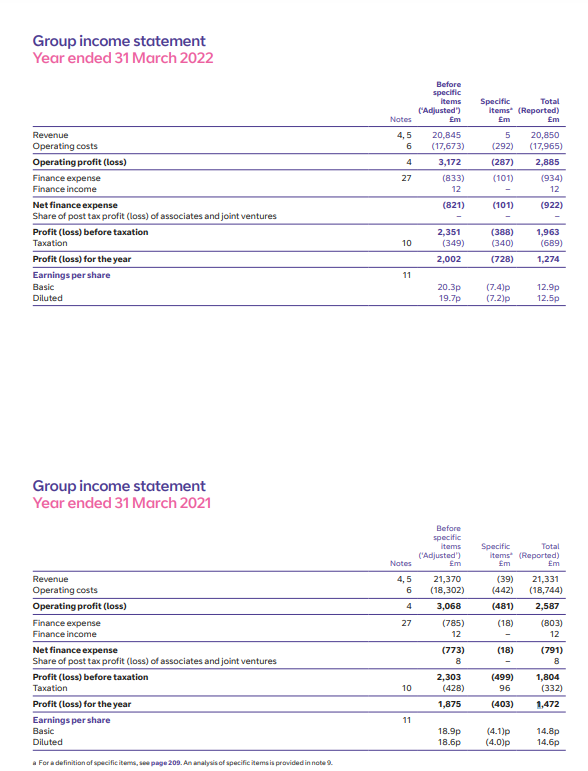 Group income statement
Year ended 31 March 2022
Before
specific
items Specific Total
('Adjusted') itemsᵃ (Reported)
Notes £m £m £m
Revenue 4, 5 20,845 5 20,850
Operating costs 6 (17,673) (292) (17,965)
Operating profit (loss) 4 3,172 (287) 2,885
Finance expense 27 (833) (101) (934)
Finance income 12 – 12
Net finance expense (821) (101) (922)
Share of post tax profit (loss) of associates and joint ventures – – –
Profit (loss) before taxation 2,351 (388) 1,963
Taxation 10 (349) (340) (689)
Profit (loss) for the year 2,002 (728) 1,274
Earnings per share 11
Basic 20.3p (7.4)p 12.9p
Diluted 19.7p (7.2)p 12.5p
Group income statement
Year ended 31 March 2021
Before
specific
items Specific Total
('Adjusted') itemsᵃ (Reported)
Notes £m £m £m
Revenue 4, 5 21,370 (39) 21,331
Operating costs 6 (18,302) (442) (18,744)
Operating profit (loss) 4 3,068 (481) 2,587
Finance expense 27 (785) (18) (803)
Finance income 12 – 12
Net finance expense (773) (18) (791)
Share of post tax profit (loss) of associates and joint ventures 8 – 8
Profit (loss) before taxation 2,303 (499) 1,804
Taxation 10 (428) 96 (332)
Profit (loss) for the year 1,875 (403) 1,472
Earnings per share 11
Basic 18.9p (4.1)p 14.8p
Diluted 18.6p (4.0)p 14.6p
a For a definition of specific items, see page 209. An analysis of specific items is provided in note 9.